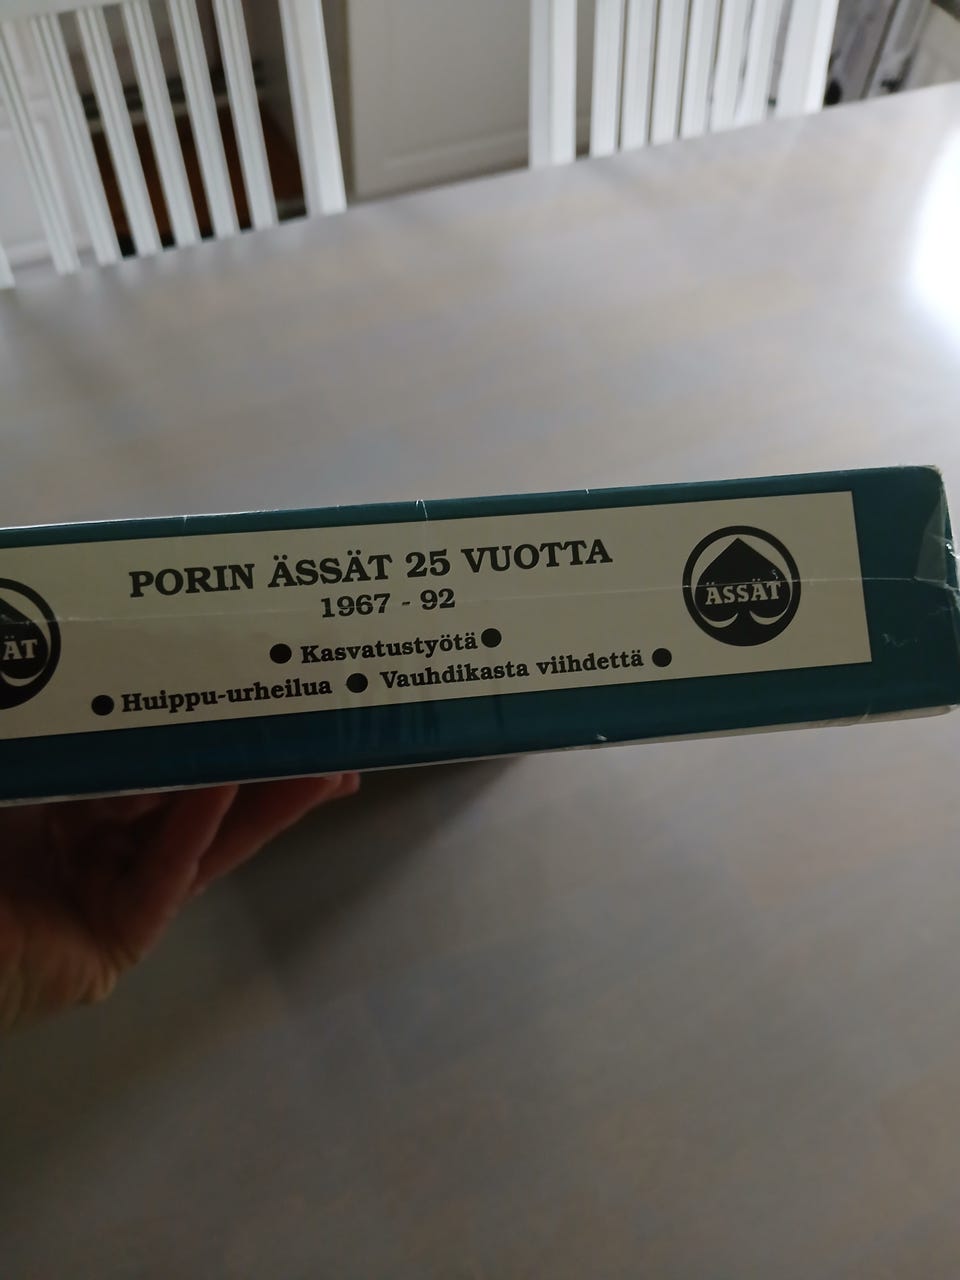 PORIN ÄSSÄT 25 VUOTTA
1967 - 92
● Kasvatustyötä ●
● Huippu-urheilua ● Vauhdikasta viihdettä ●
ÄSSÄT
ÄT